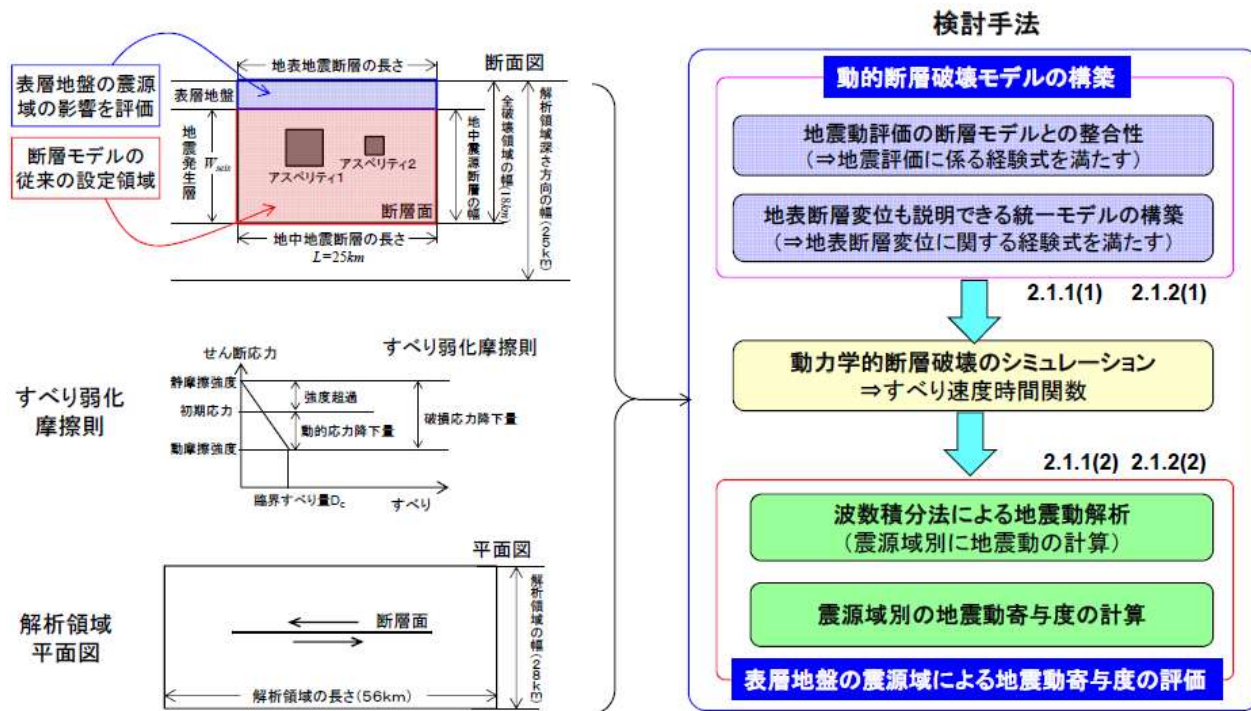 検討手法
表層地盤の震源
域の影響を評価
断層モデルの
従来の設定領域
断面図
地表地震断層の長さ
表層地盤
地震発生層
Wseis
アスペリティ1
アスペリティ2
断層面
地中震源断層の幅
全破壊領域の幅(18km)
解析領域深さ方向の幅(25km)
地中地震断層の長さ
L=25km
すべり弱化
摩擦則
すべり弱化摩擦則
せん断応力
静摩擦強度
初期応力
動摩擦強度
強度超過
動的応力降下量
破損応力降下量
臨界すべり量Dc
すべり
解析領域
平面図
平面図
断層面
解析領域の幅(28km)
解析領域の長さ(56km)
動的断層破壊モデルの構築
地震動評価の断層モデルとの整合性
(⇒地震評価に係る経験式を満たす)
地表断層変位も説明できる統一モデルの構築
(⇒地表断層変位に関する経験式を満たす)
2.1.1(1) 2.1.2(1)
動力学的断層破壊のシミュレーション
⇒すべり速度時間関数
2.1.1(2) 2.1.2(2)
波数積分法による地震動解析
(震源域別に地震動の計算)
震源域別の地震動寄与度の計算
表層地盤の震源域による地震動寄与度の評価